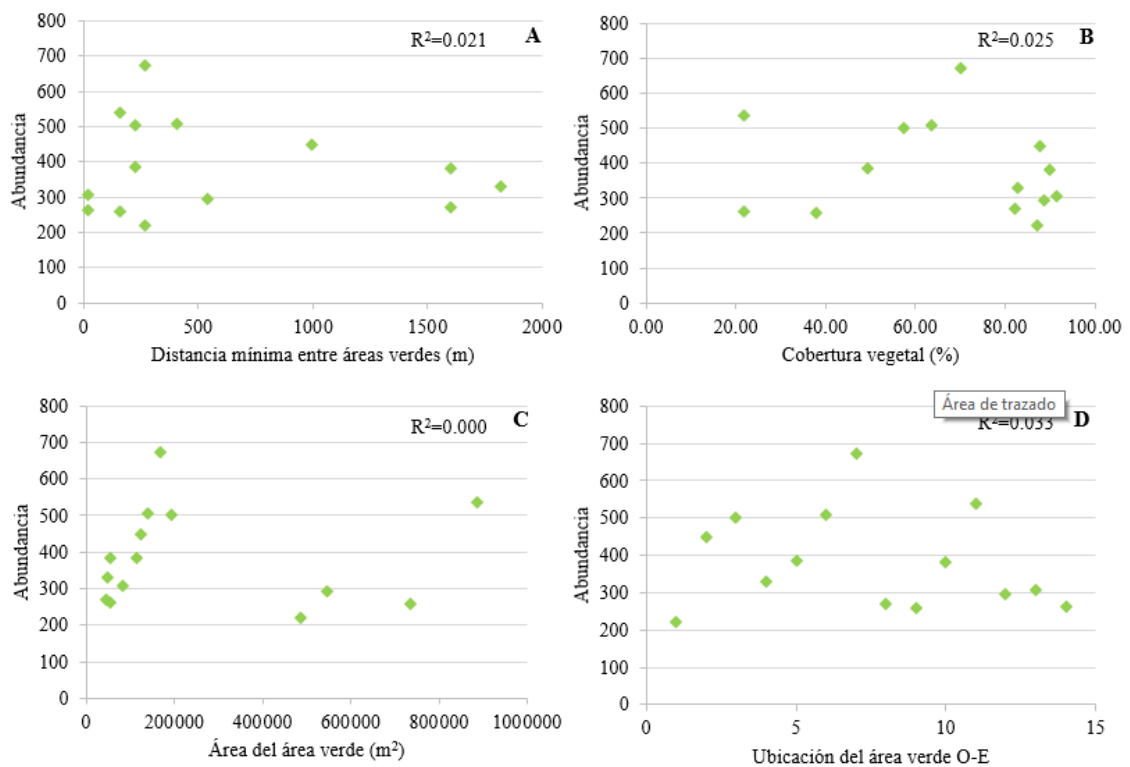 R²=0.021 A
800
700
600
500
400
300
200
100
0
Abundancia
0 500 1000 1500 2000
Distancia mínima entre áreas verdes (m)
R²=0.025 B
800
700
600
500
400
300
200
100
0
Abundancia
0.00 20.00 40.00 60.00 80.00 100.00
Cobertura vegetal (%)
R²=0.000 C
800
700
600
500
400
300
200
100
0
Abundancia
0 200000 400000 600000 800000 1000000
Área del área verde (m²)
Área de trazado
R²=0.033 D
800
700
600
500
400
300
200
100
0
Abundancia
0 5 10 15
Ubicación del área verde O-E